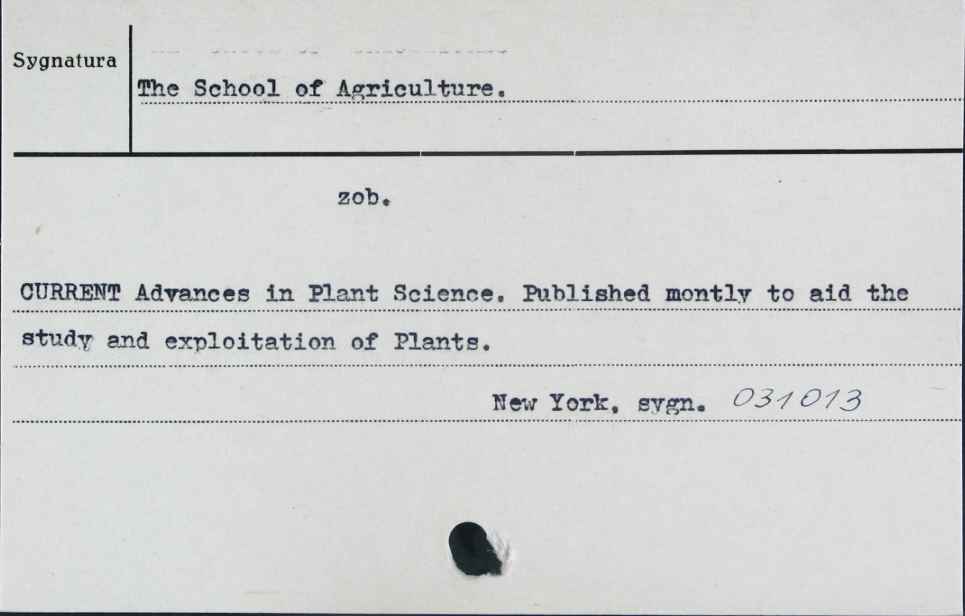 Sygnatura
The School of Agriculture.
zob.
CURRENT Advances in Plant Science. Published montly to aid the
study and exploitation of Plants.
New York, sygn. 031013